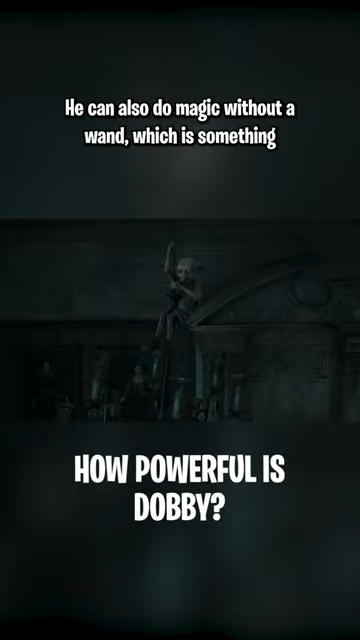 He can also do magic without a
wand, which is something
HOW POWERFUL IS
DOBBY?